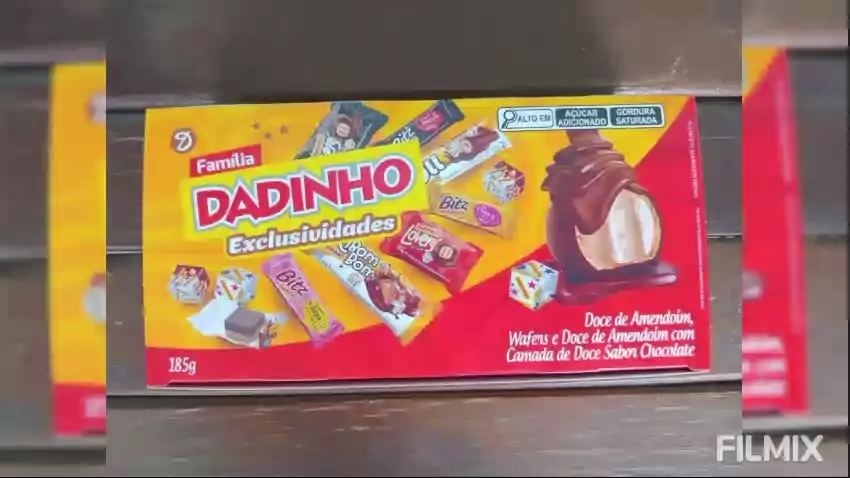 ALTO EM
AÇÚCAR ADICIONADO
GORDURA SATURADA
D
Família
DADINHO
Exclusividades
Bitz
Bitz
Lover
Bom Bom
Bitz
Doce de Amendoim,
Wafers e Doce de Amendoim com
Camada de Doce Sabor Chocolate
185g
FILMIX